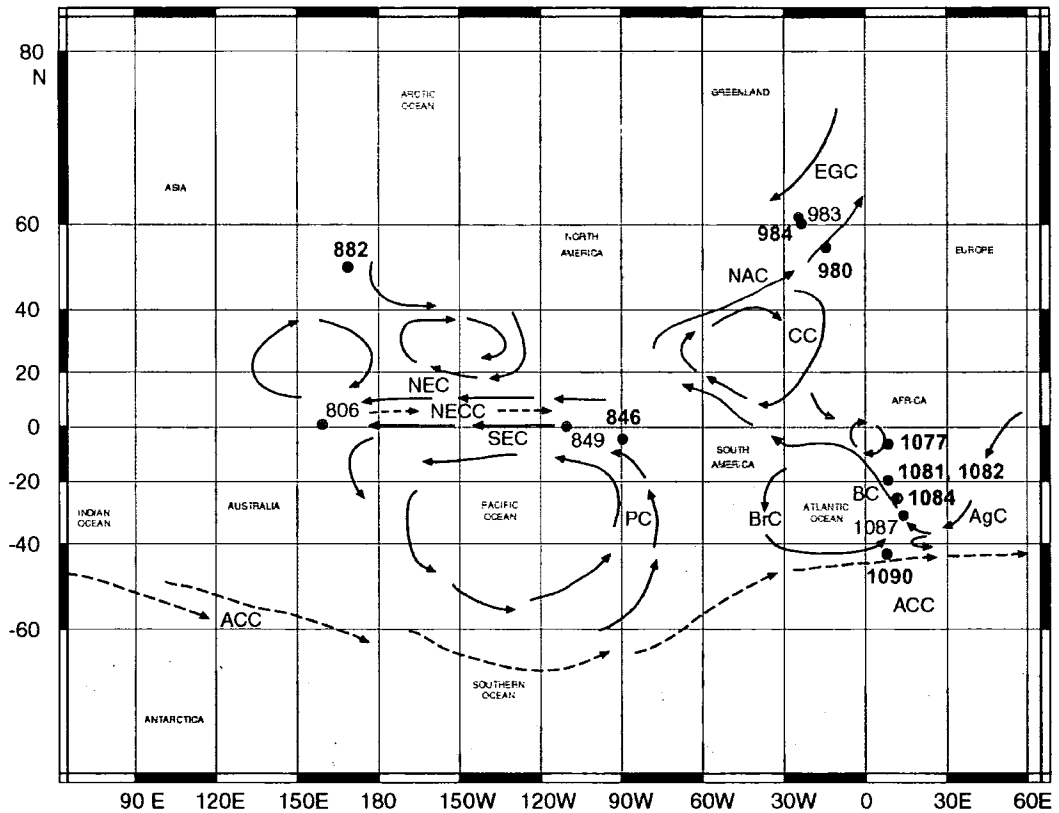 80
N
ARCTIC
OCEAN
GREENLAND
EGC
ASIA
60
983
984
882
NORTH
AMERICA
980
EUROPE
NAC
40
CC
20
NEC
806
NECC
846
AFRICA
0
SEC
849
1077
SOUTH
AMERICA
1081, 1082
-20
BC
1084
INDIAN
OCEAN
AUSTRALIA
PACIFIC
OCEAN
PC
BrC
ATLANTIC
OCEAN
1087
AgC
-40
1090
ACC
ACC
-60
SOUTHERN
OCEAN
ANTARCTICA
90 E
120E
150E
180
150W
120W
90W
60W
30W
0
30E
60E